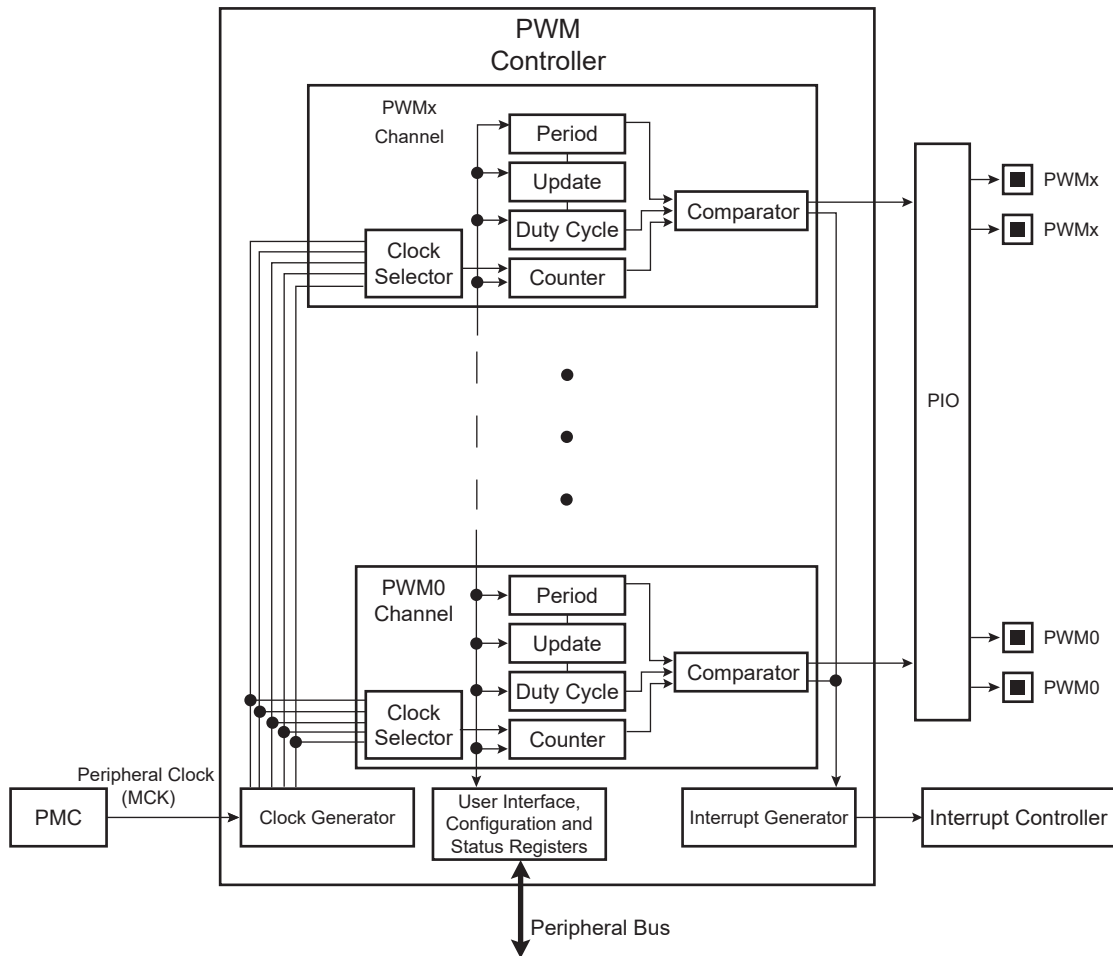 PWM
Controller
PWMx
Channel
Period
Update
Duty Cycle
Counter
Clock
Selector
Comparator
PIO
PWMx
PWMx
PWM0
Channel
Period
Update
Duty Cycle
Counter
Clock
Selector
Comparator
PWM0
PWM0
Peripheral Clock
(MCK)
PMC
Clock Generator
User Interface,
Configuration and
Status Registers
Interrupt Generator
Interrupt Controller
Peripheral Bus